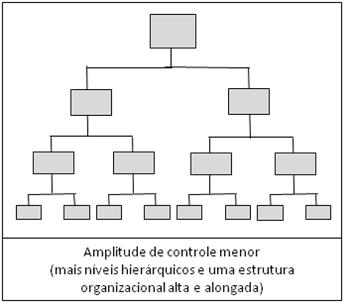 Amplitude de controle menor
(mais níveis hierárquicos e uma estrutura
organizacional alta e alongada)